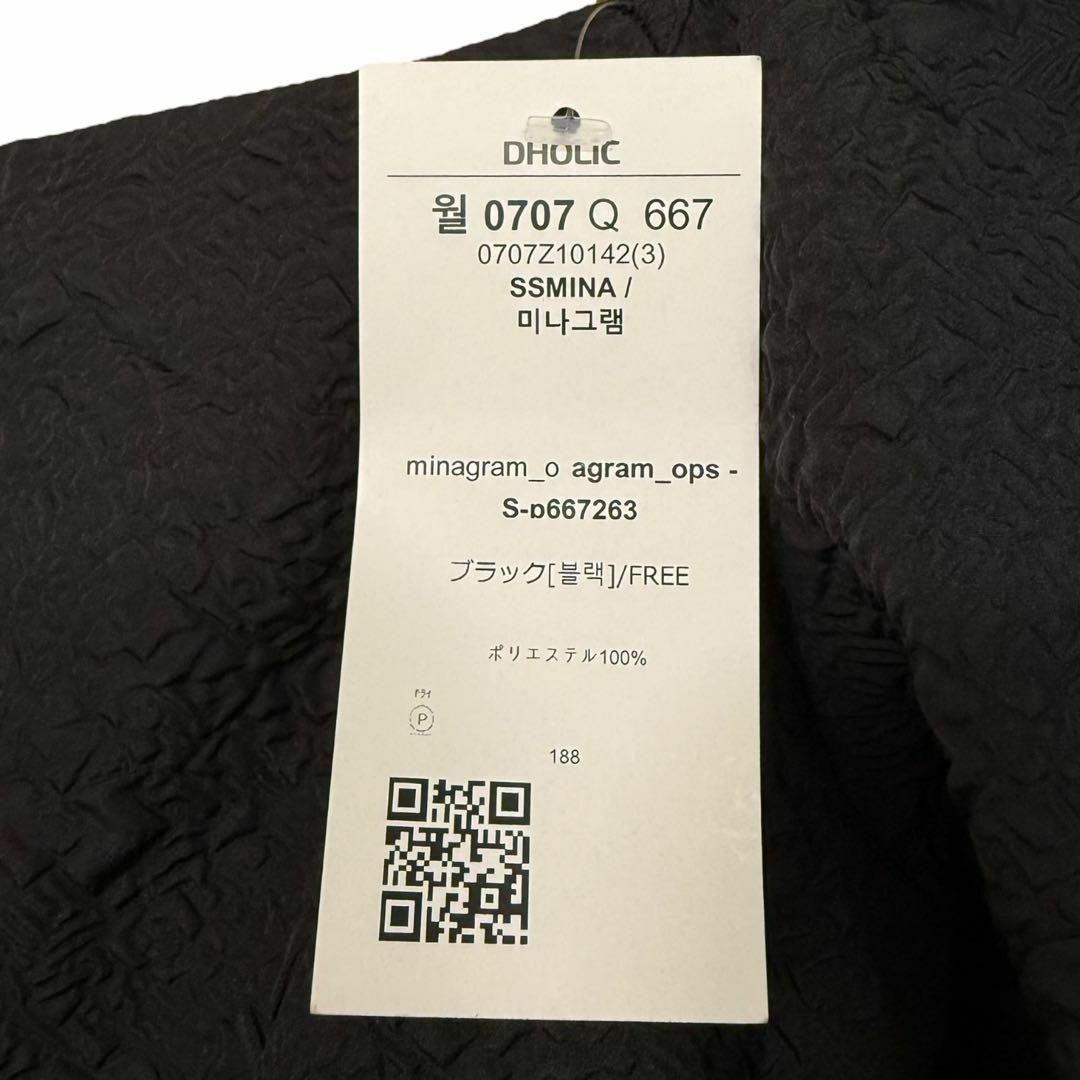 DHOLIC
월 0707 Q 667
0707Z10142(3)
SSMINA /
미나그램
minagram_o agram_ops -
S-p667263
ブラック[블랙]/FREE
ポリエステル100%
ドライ
P
188